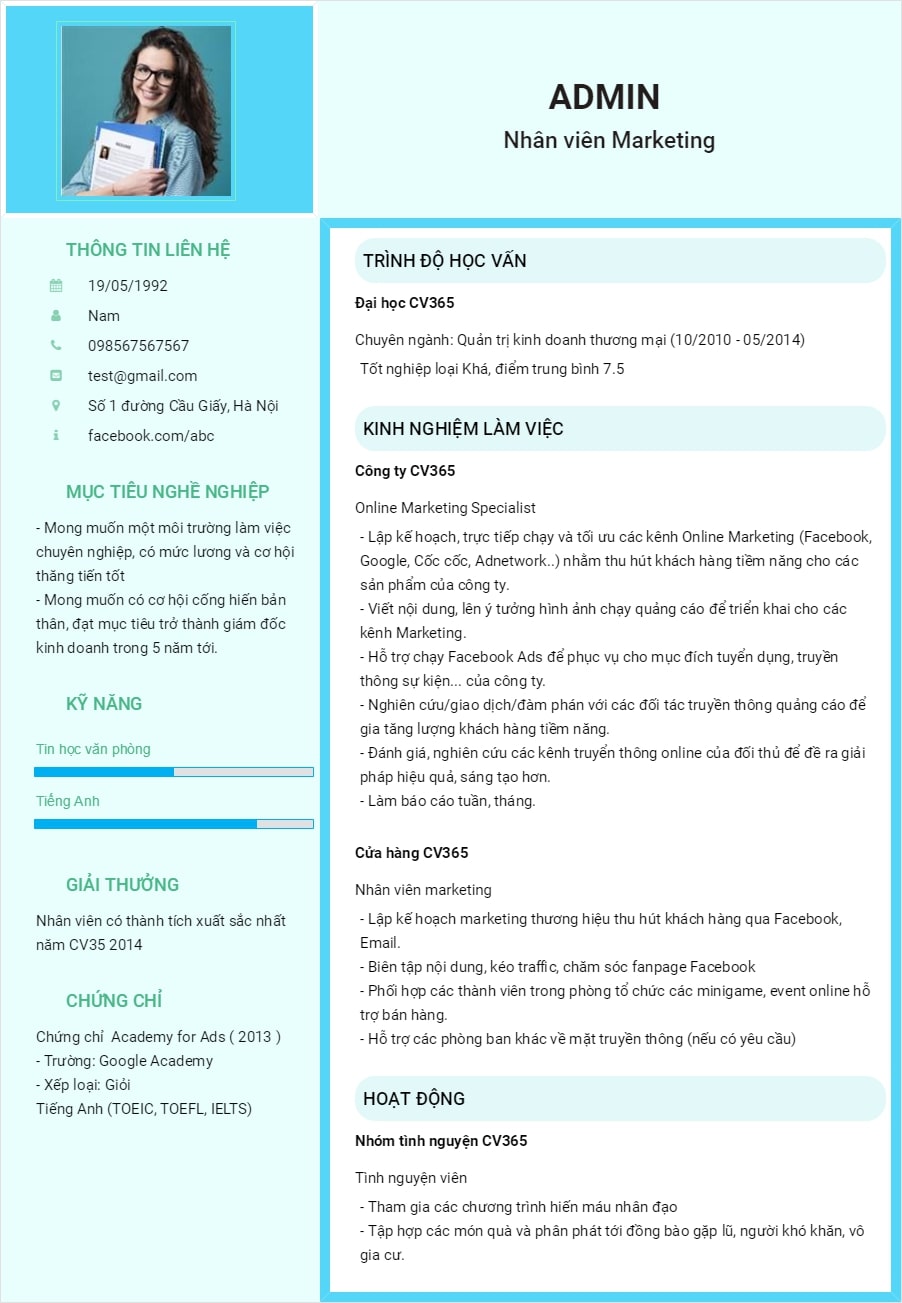 RESUME
ADMIN
Nhân viên Marketing
THÔNG TIN LIÊN HỆ
19/05/1992
Nam
098567567567
test@gmail.com
Số 1 đường Cầu Giấy, Hà Nội
facebook.com/abc
MỤC TIÊU NGHỀ NGHIỆP
- Mong muốn một môi trường làm việc
chuyên nghiệp, có mức lương và cơ hội
thăng tiến tốt
- Mong muốn có cơ hội cống hiến bản
thân, đạt mục tiêu trở thành giám đốc
kinh doanh trong 5 năm tới.
KỸ NĂNG
Tin học văn phòng
Tiếng Anh
GIẢI THƯỞNG
Nhân viên có thành tích xuất sắc nhất
năm CV35 2014
CHỨNG CHỈ
Chứng chỉ  Academy for Ads ( 2013 )
- Trường: Google Academy
- Xếp loại: Giỏi
Tiếng Anh (TOEIC, TOEFL, IELTS)
TRÌNH ĐỘ HỌC VẤN
Đại học CV365
Chuyên ngành: Quản trị kinh doanh thương mại (10/2010 - 05/2014)
Tốt nghiệp loại Khá, điểm trung bình 7.5
KINH NGHIỆM LÀM VIỆC
Công ty CV365
Online Marketing Specialist
- Lập kế hoạch, trực tiếp chạy và tối ưu các kênh Online Marketing (Facebook,
Google, Cốc cốc, Adnetwork..) nhằm thu hút khách hàng tiềm năng cho các
sản phẩm của công ty.
- Viết nội dung, lên ý tưởng hình ảnh chạy quảng cáo để triển khai cho các
kênh Marketing.
- Hỗ trợ chạy Facebook Ads để phục vụ cho mục đích tuyển dụng, truyền
thông sự kiện... của công ty.
- Nghiên cứu/giao dịch/đàm phán với các đối tác truyền thông quảng cáo để
gia tăng lượng khách hàng tiềm năng.
- Đánh giá, nghiên cứu các kênh truyển thông online của đối thủ để đề ra giải
pháp hiệu quả, sáng tạo hơn.
- Làm báo cáo tuần, tháng.
Cửa hàng CV365
Nhân viên marketing
- Lập kế hoạch marketing thương hiệu thu hút khách hàng qua Facebook,
Email.
- Biên tập nội dung, kéo traffic, chăm sóc fanpage Facebook
- Phối hợp các thành viên trong phòng tổ chức các minigame, event online hỗ
trợ bán hàng.
- Hỗ trợ các phòng ban khác về mặt truyền thông (nếu có yêu cầu)
HOẠT ĐỘNG
Nhóm tình nguyện CV365
Tình nguyện viên
- Tham gia các chương trình hiến máu nhân đạo
- Tập hợp các món quà và phân phát tới đồng bào gặp lũ, người khó khăn, vô
gia cư.